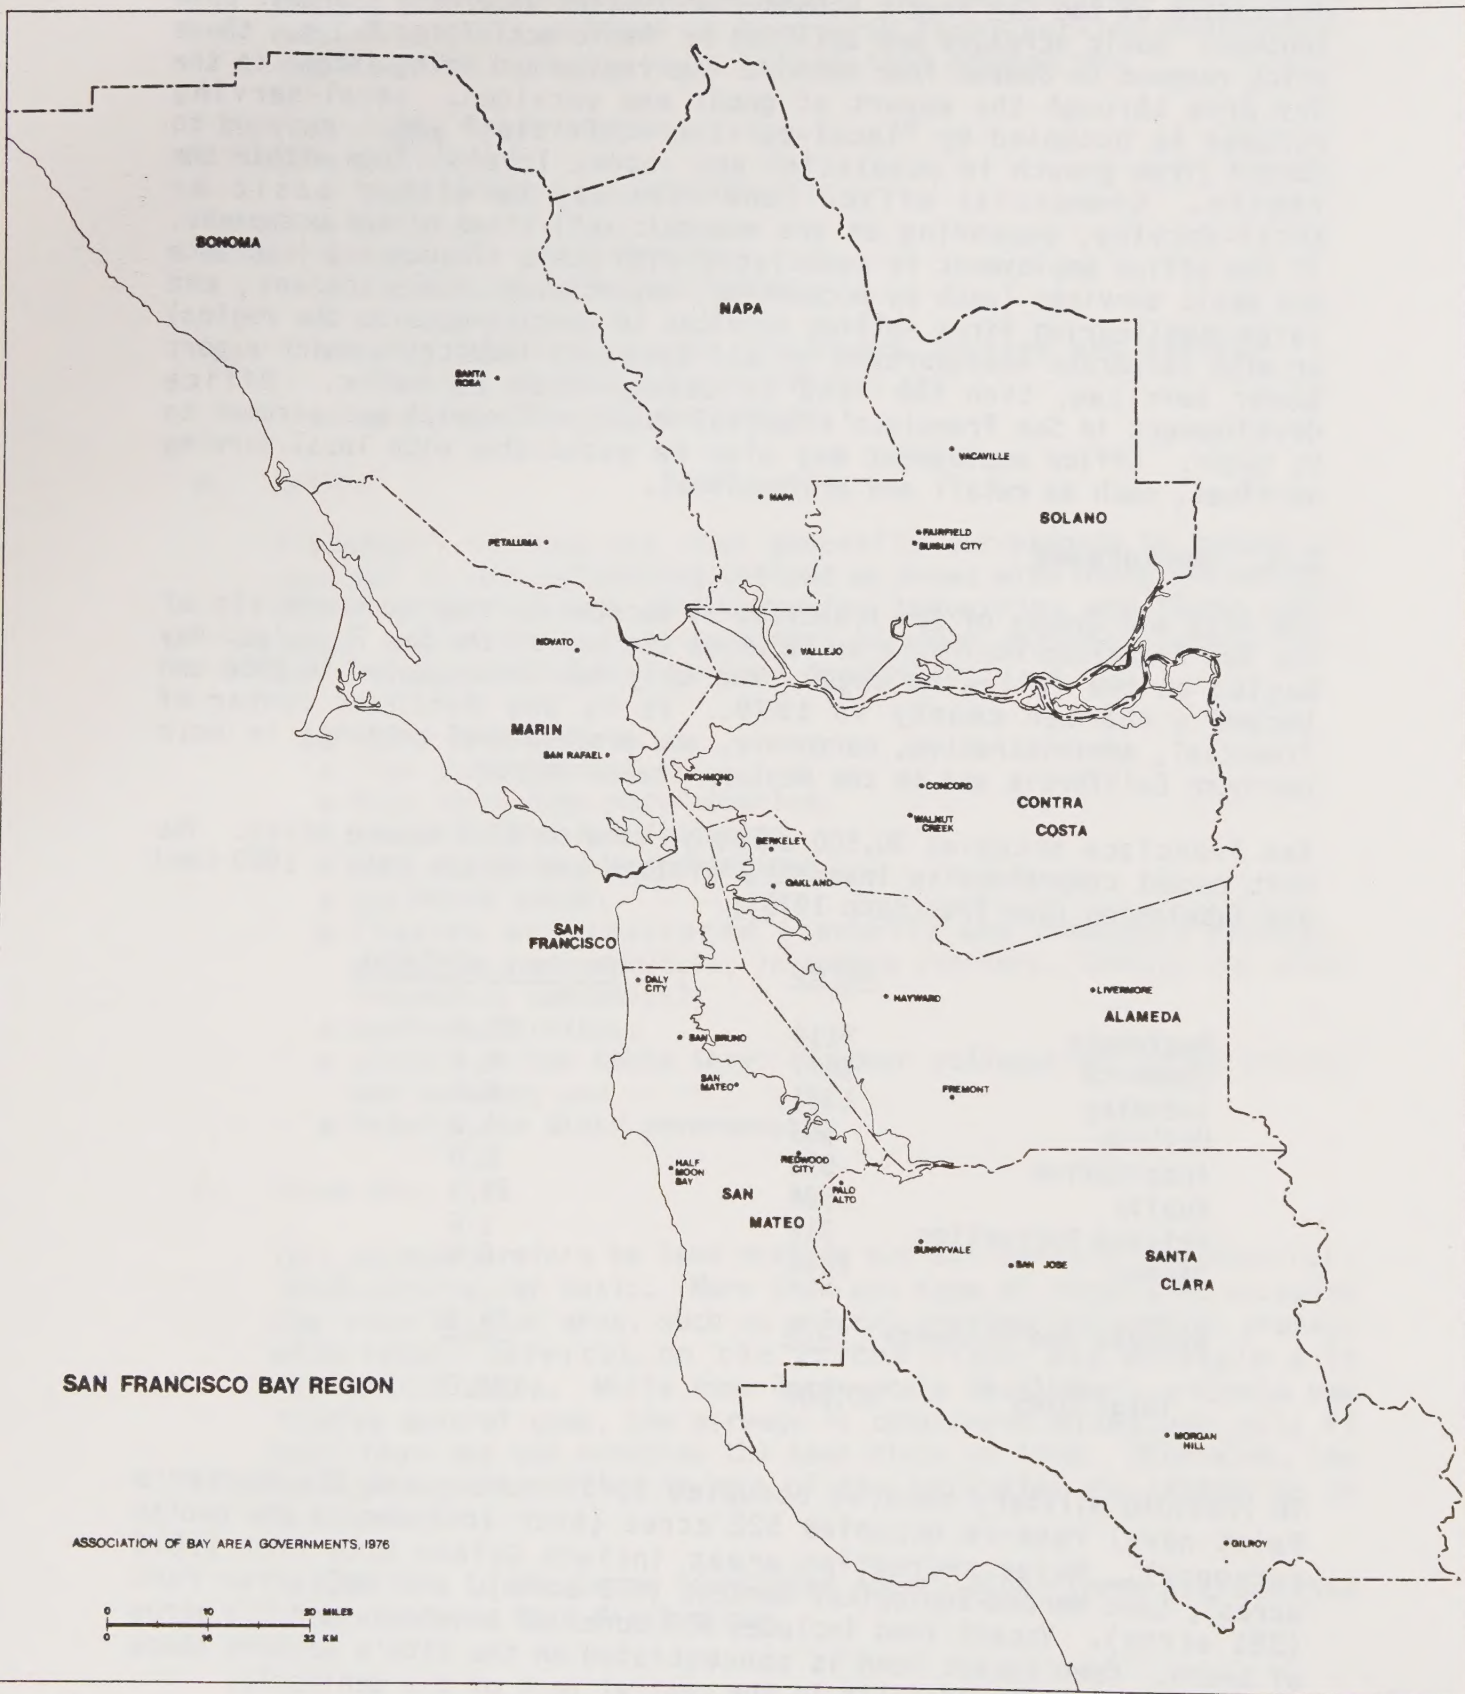 SONOMA
NAPA
SANTA
ROSA
VACAVILLE
NAPA
SOLANO
FAIRFIELD
SUISUN CITY
PETALUMA
NOVATO
VALLEJO
MARIN
SAN RAFAEL
RICHMOND
CONCORD
CONTRA
COSTA
WALNUT
CREEK
BERKELEY
OAKLAND
SAN
FRANCISCO
DALY
CITY
HAYWARD
LIVERMORE
ALAMEDA
SAN BRUNO
SAN
MATEO
FREMONT
HALF
MOON
BAY
REDWOOD
CITY
PALO
ALTO
SAN
MATEO
SUNNYVALE
SAN JOSE
SANTA
CLARA
SAN FRANCISCO BAY REGION
MORGAN
HILL
GILROY
ASSOCIATION OF BAY AREA GOVERNMENTS, 1976
0 10 20 MILES
0 16 32 KM